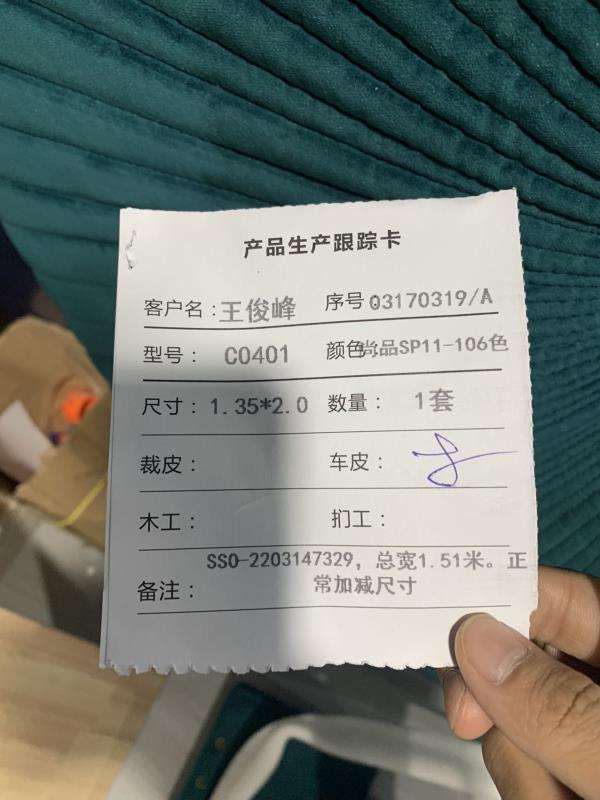 产品生产跟踪卡
客户名：王俊峰 序号：03170319/A
型号： C0401 颜色：尚品SP11-106色
尺寸：1.35*2.0 数量： 1套
裁皮： 车皮：
木工： 扪工：
备注： SSO-2203147329, 总宽1.51米。正
常加减尺寸